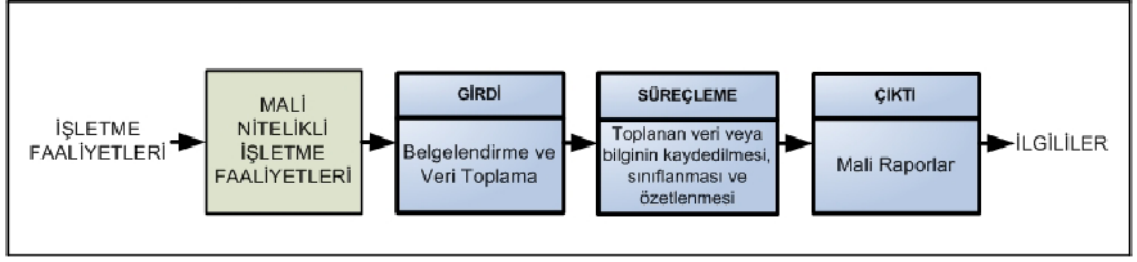 İŞLETME
FAALİYETLERİ
MALİ
NİTELİKLİ
İŞLETME
FAALİYETLERİ
GİRDİ
Belgelendirme ve
Veri Toplama
SÜREÇLEME
Toplanan veri veya
bilginin kaydedilmesi,
sınıflanması ve
özetlenmesi
ÇIKTI
Mali Raporlar
İLGİLİLER